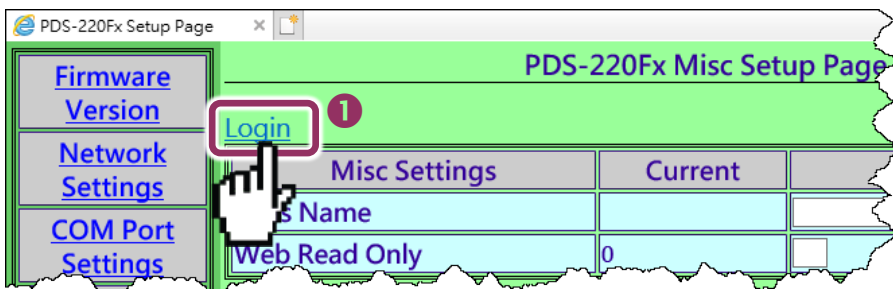 PDS-220Fx Setup Page
PDS-220Fx Misc Setup Page
Firmware
Version
Network
Settings
COM Port
Settings
Login
1
Misc Settings Current
Name
Web Read Only 0